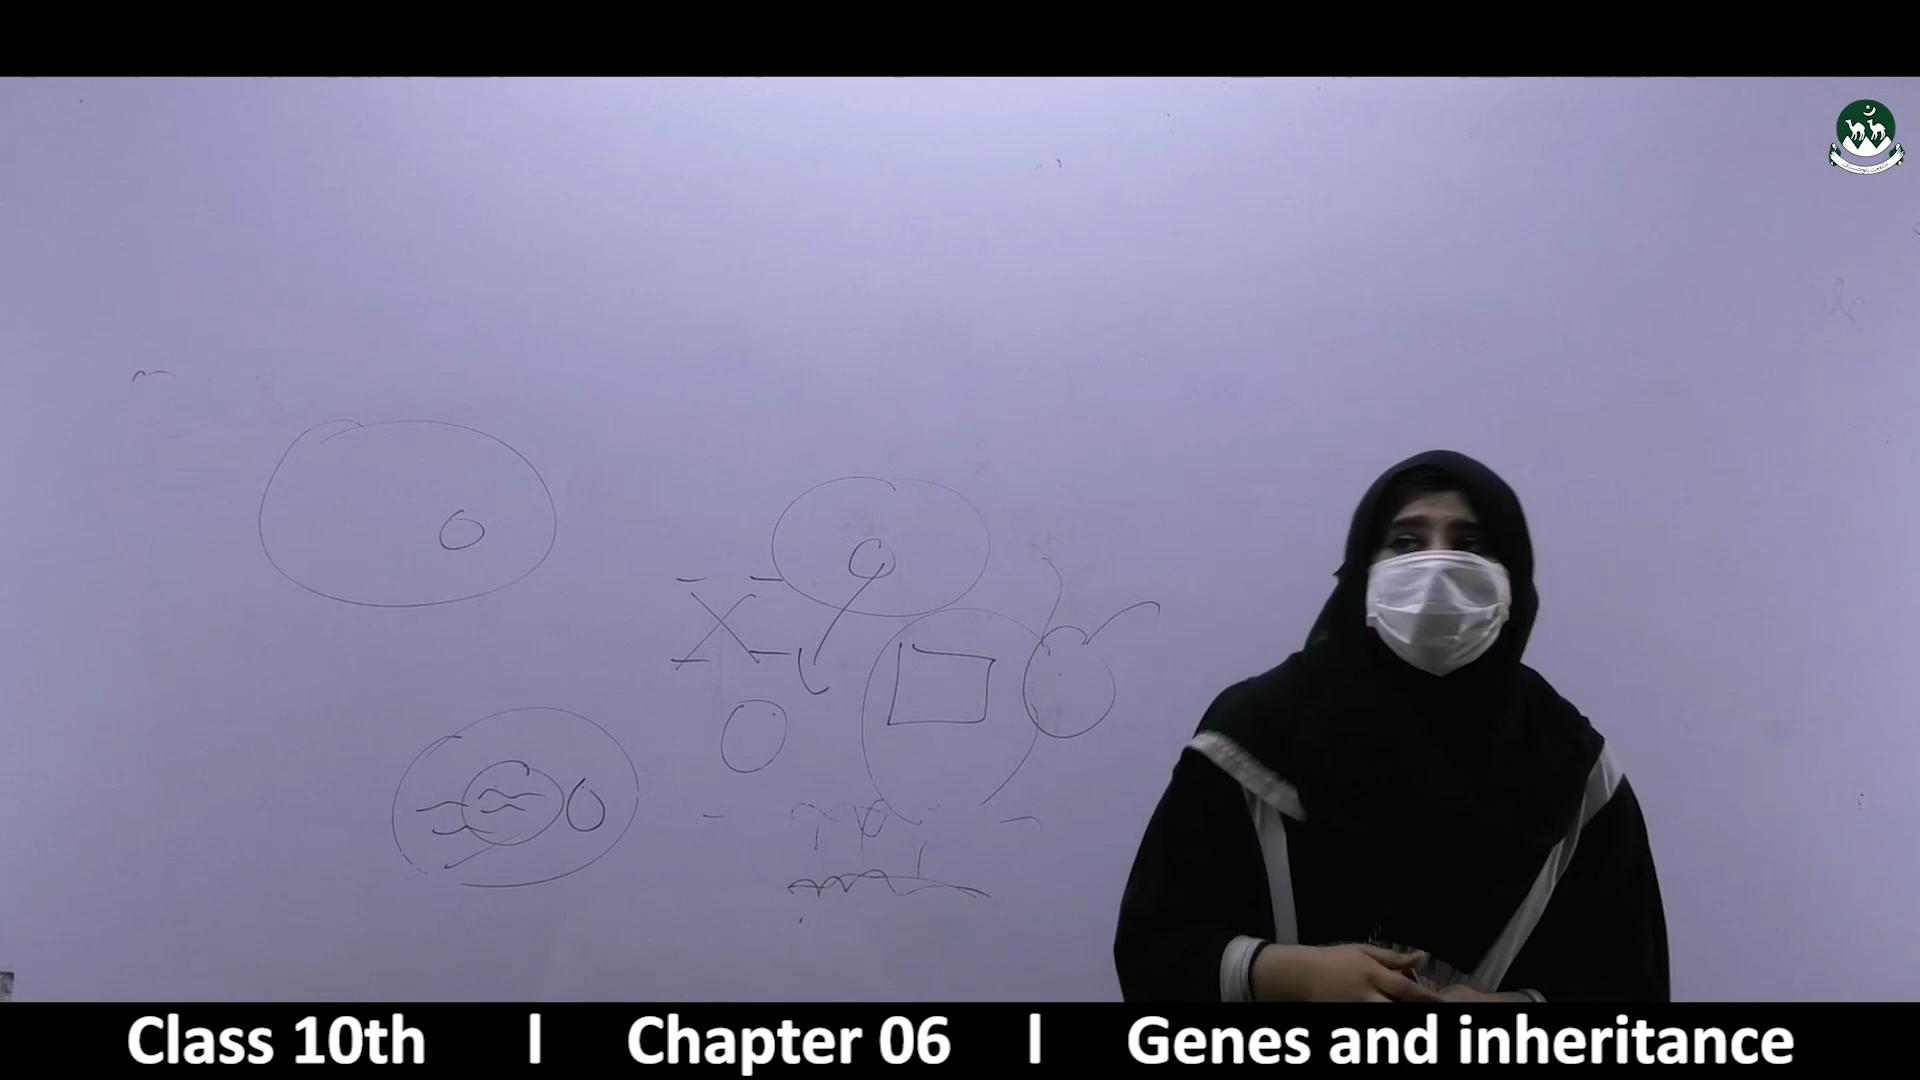 Class 10th l Chapter 06 l Genes and inheritance